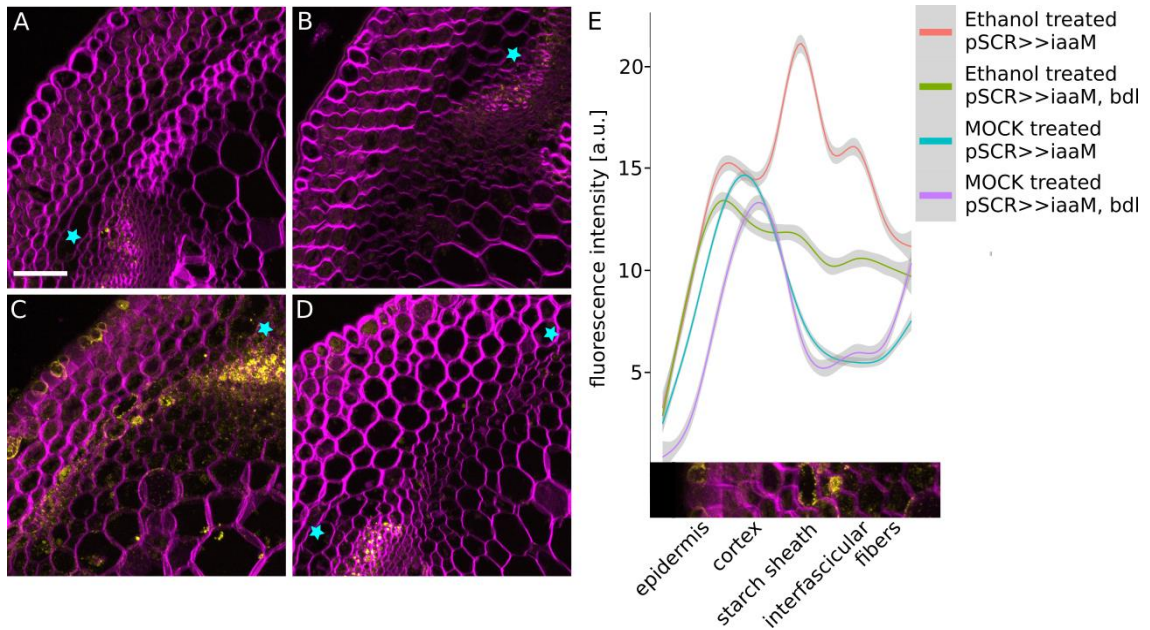 A
B
C
D
E
fluorescence intensity [a.u.]
20
15
10
5
Ethanol treated
pSCR>>iaaM
Ethanol treated
pSCR>>iaaM, bdl
MOCK treated
pSCR>>iaaM
MOCK treated
pSCR>>iaaM, bdl
epidermis
cortex
starch sheath
interfascicular
fibers